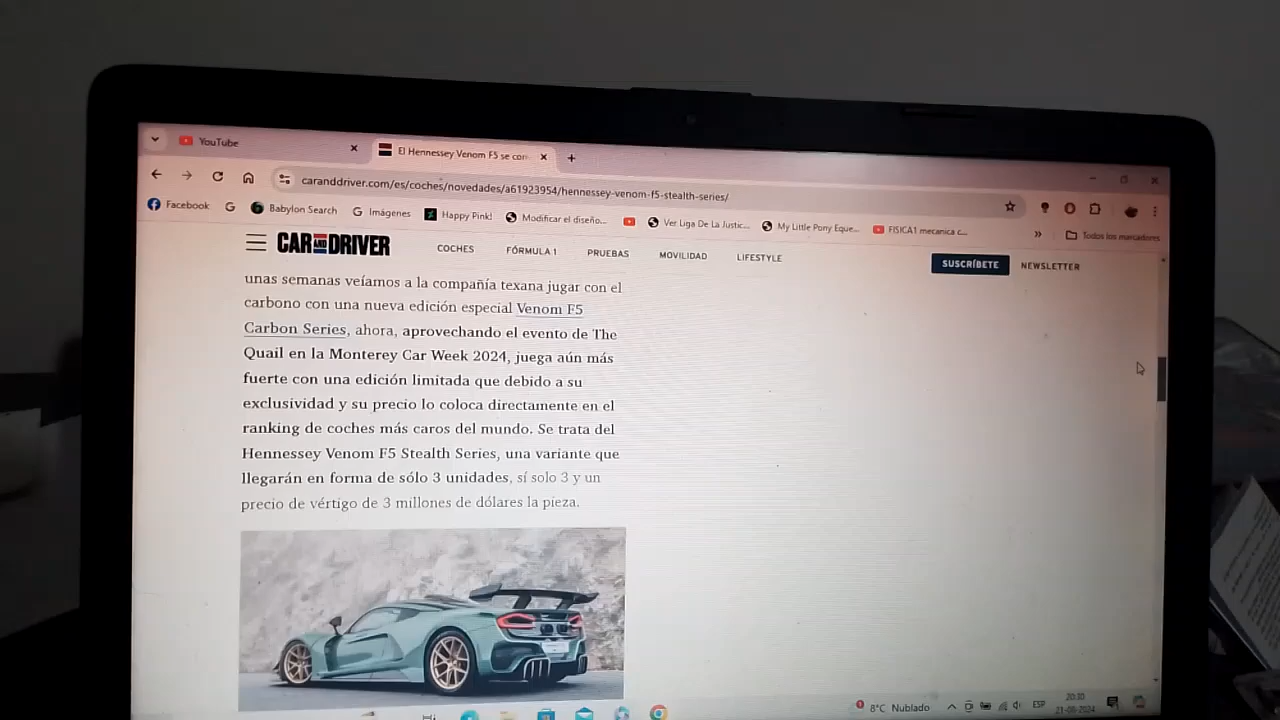 YouTube
El Hennessey Venom F5 se con
caranddriver.com/es/coches/novedades/a61923954/hennessey-venom-f5-stealth-series/
Facebook
Babylon Search
Imágenes
Happy Pink!
Modificar el diseño...
Ver Liga De La Justic...
My Little Pony Eque...
FISICA1 mecanica c...
»
Todos los marcadores
CAR AND DRIVER
COCHES
FÓRMULA 1
PRUEBAS
MOVILIDAD
LIFESTYLE
SUSCRÍBETE
NEWSLETTER
unas semanas veíamos a la compañía texana jugar con el
carbono con una nueva edición especial Venom F5
Carbon Series, ahora, aprovechando el evento de The
Quail en la Monterey Car Week 2024, juega aún más
fuerte con una edición limitada que debido a su
exclusividad y su precio lo coloca directamente en el
ranking de coches más caros del mundo. Se trata del
Hennessey Venom F5 Stealth Series, una variante que
llegarán en forma de sólo 3 unidades, sí solo 3 y un
precio de vértigo de 3 millones de dólares la pieza.
8°C Nublado
ESP
20:30
21-08-2024